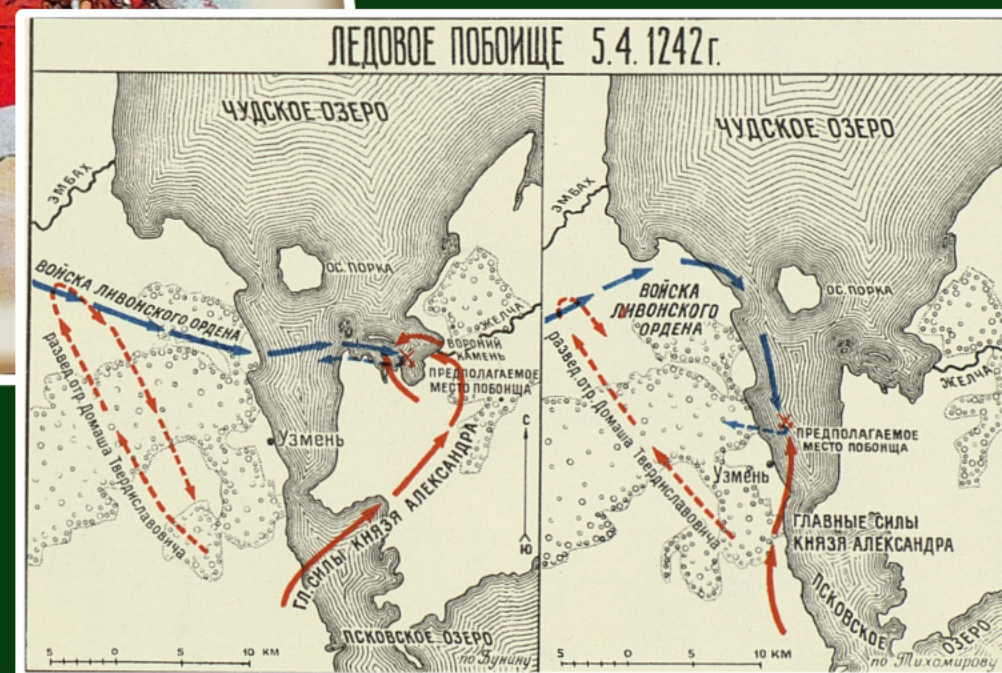 ЛЕДОВОЕ ПОБОИЩЕ 5.4.1242г.
ЧУДСКОЕ ОЗЕРО
ЭМБАХ
ОС. ПОРКА
ВОЙСКА ЛИВОНСКОГО ОРДЕНА
ЖЕЛЧА
ВОРОНИЙ
КАМЕНЬ
ПРЕДПОЛАГАЕМОЕ
МЕСТО ПОБОИЩА
развед. отр. Домаша Твердиславовича
Узмень
С
Ю
ГЛ. СИЛЫ КНЯЗЯ АЛЕКСАНДРА
ПСКОВСКОЕ ОЗЕРО
5 0 5 10 КМ
по Бунину
ЧУДСКОЕ ОЗЕРО
ЭМБАХ
ОС. ПОРКА
ВОЙСКА
ЛИВОНСКОГО
ОРДЕНА
ЖЕЛЧА
развед. отр. Домаша Твердиславовича
ПРЕДПОЛАГАЕМОЕ
МЕСТО ПОБОИЩА
Узмень
ГЛАВНЫЕ СИЛЫ
КНЯЗЯ АЛЕКСАНДРА
ПСКОВСКОЕ
ОЗЕРО
5 0 10 КМ
по Тихомирову